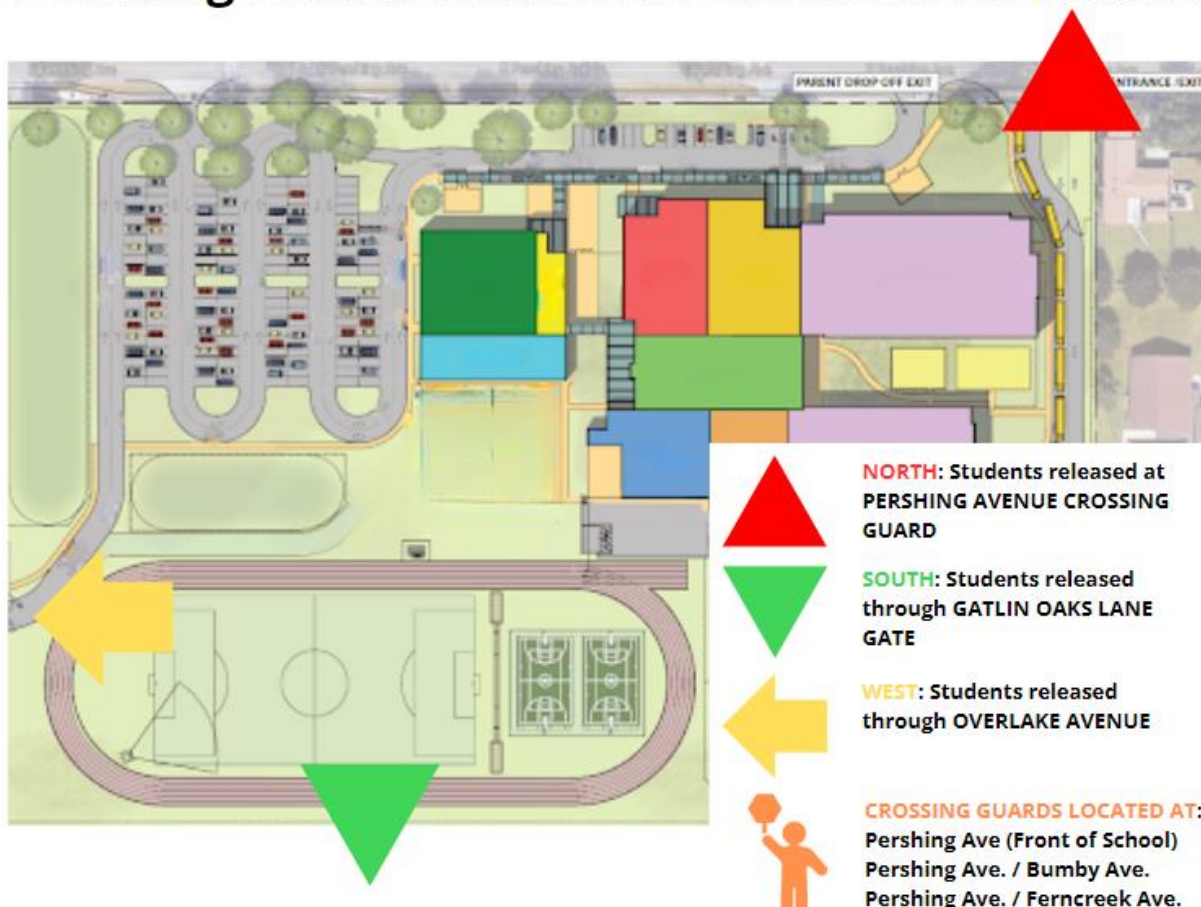 PARENT DROP OFF EXIT
NTRANCE /EXIT
NORTH: Students released at
PERSHING AVENUE CROSSING
GUARD
SOUTH: Students released
through GATLIN OAKS LANE
GATE
WEST: Students released
through OVERLAKE AVENUE
CROSSING GUARDS LOCATED AT:
Pershing Ave (Front of School)
Pershing Ave. / Bumby Ave.
Pershing Ave. / Ferncreek Ave.